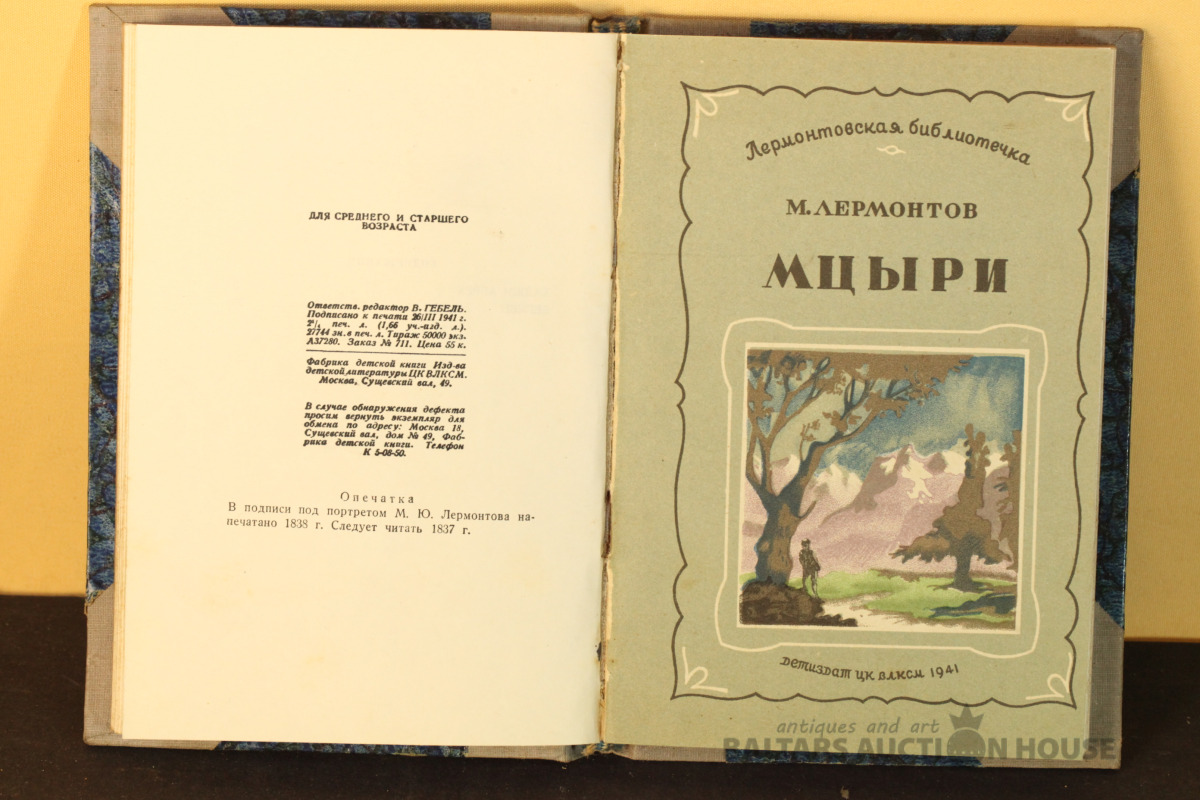 ДЛЯ СРЕДНЕГО И СТАРШЕГО
ВОЗРАСТА
Ответств. редактор В. ГЕБЕЛЬ.
Подписано к печати 26/III 1941 г.
печ. л. (1,66 уч.-изд. л.).
27744 зн. в печ. л. Тираж 50000 экз.
А37280. Заказ № 711. Цена 55 к.
Фабрика детской книги Изд-ва
детской литературы ЦК ВЛКСМ.
Москва, Сущевский вал, 49.
В случае обнаружения дефекта
просим вернуть экземпляр для
обмена по адресу: Москва 18,
Сущевский вал, дом № 49, Фаб-
рика детской книги. Телефон
К 5-08-50.
Опечатка
В подписи под портретом М. Ю. Лермонтова на-
печатано 1838 г. Следует читать 1837 г.
Лермонтовская библиотечка
М. ЛЕРМОНТОВ
МЦЫРИ
ДЕТИЗДАТ ЦК ВЛКСМ 1941
antiques and art
BALTARS AUCTION HOUSE